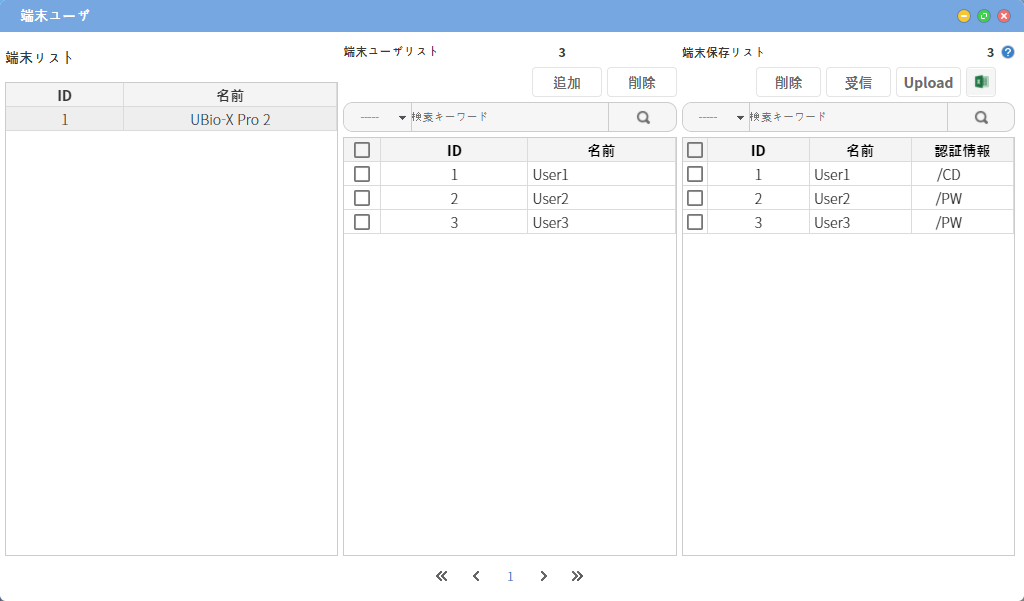 端末ユーザ
端末リスト
ID 名前
1 UBio-X Pro 2
端末ユーザリスト 3
追加 削除
----- 検索キーワード
ID 名前
1 User1
2 User2
3 User3
端末保存リスト 3 ?
削除 受信 Upload
----- 検索キーワード
ID 名前 認証情報
1 User1 /CD
2 User2 /PW
3 User3 /PW
1